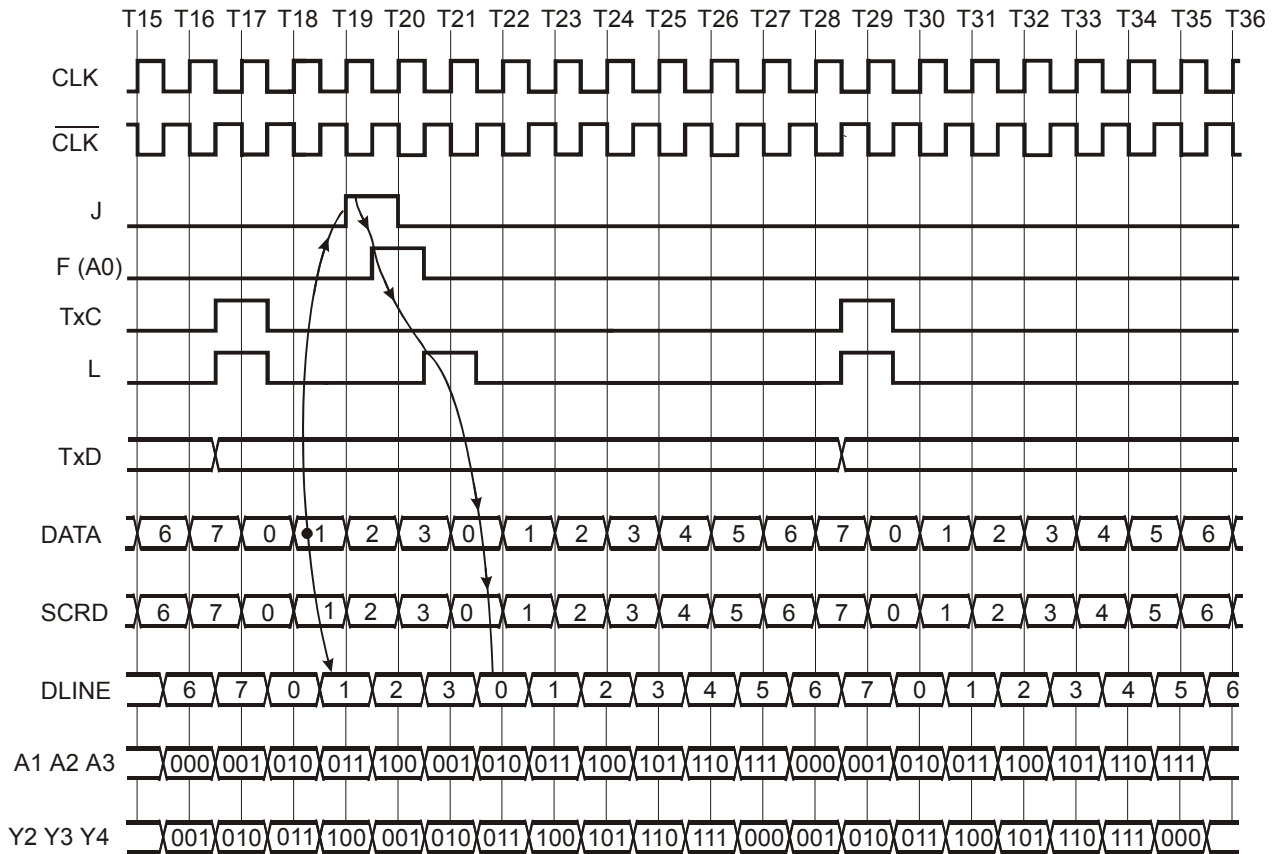 T15 T16 T17 T18 T19 T20 T21 T22 T23 T24 T25 T26 T27 T28 T29 T30 T31 T32 T33 T34 T35 T36
CLK
CLK
J
F (A0)
TxC
L
TxD
DATA 6 7 0 1 2 3 0 1 2 3 4 5 6 7 0 1 2 3 4 5 6
SCRD 6 7 0 1 2 3 0 1 2 3 4 5 6 7 0 1 2 3 4 5 6
DLINE 6 7 0 1 2 3 0 1 2 3 4 5 6 7 0 1 2 3 4 5 6
A1 A2 A3 000 001 010 011 100 001 010 011 100 101 110 111 000 001 010 011 100 101 110 111
Y2 Y3 Y4 001 010 011 100 001 010 011 100 101 110 111 000 001 010 011 100 101 110 111 000